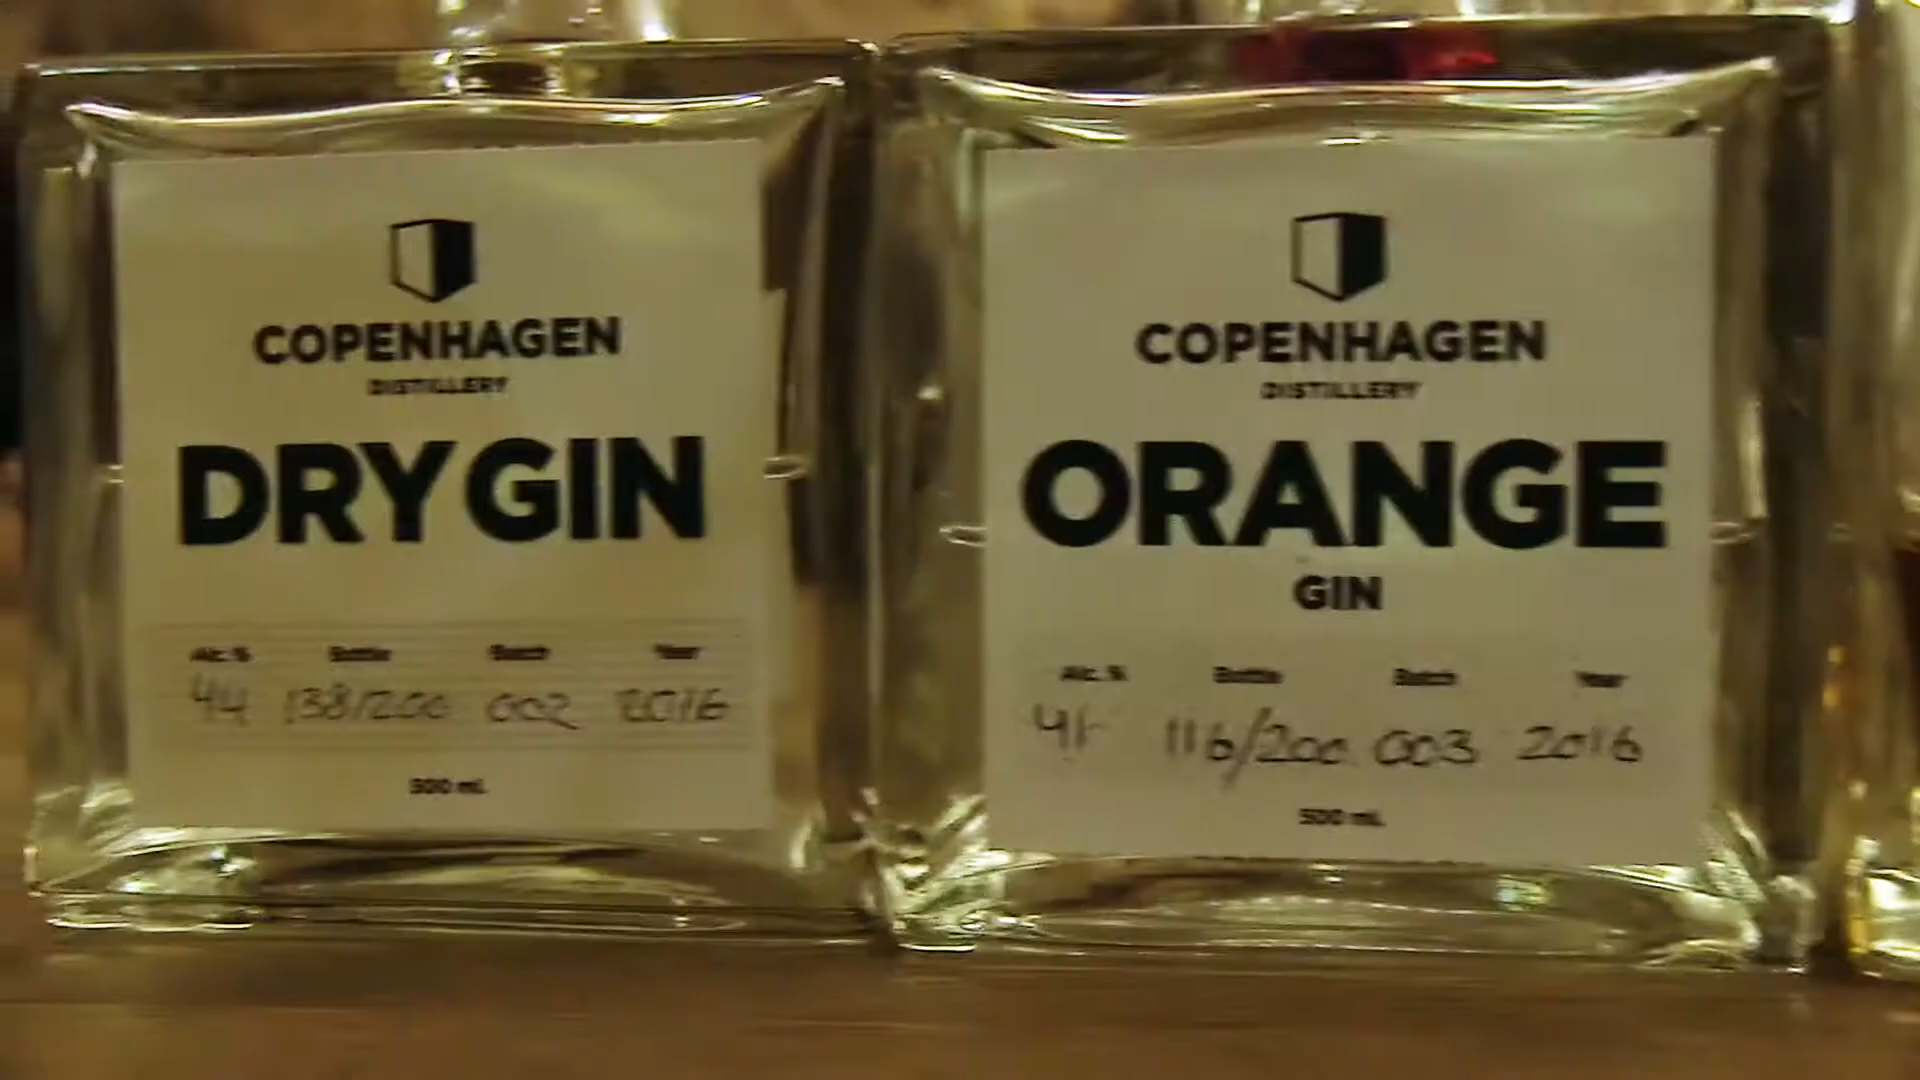 COPENHAGEN
DISTILLERY
DRY GIN
Alc. % Bottle Batch Year
44 138/200 002 2016
500 mL
COPENHAGEN
DISTILLERY
ORANGE
GIN
Alc. % Bottle Batch Year
41 116/200 003 2016
500 mL